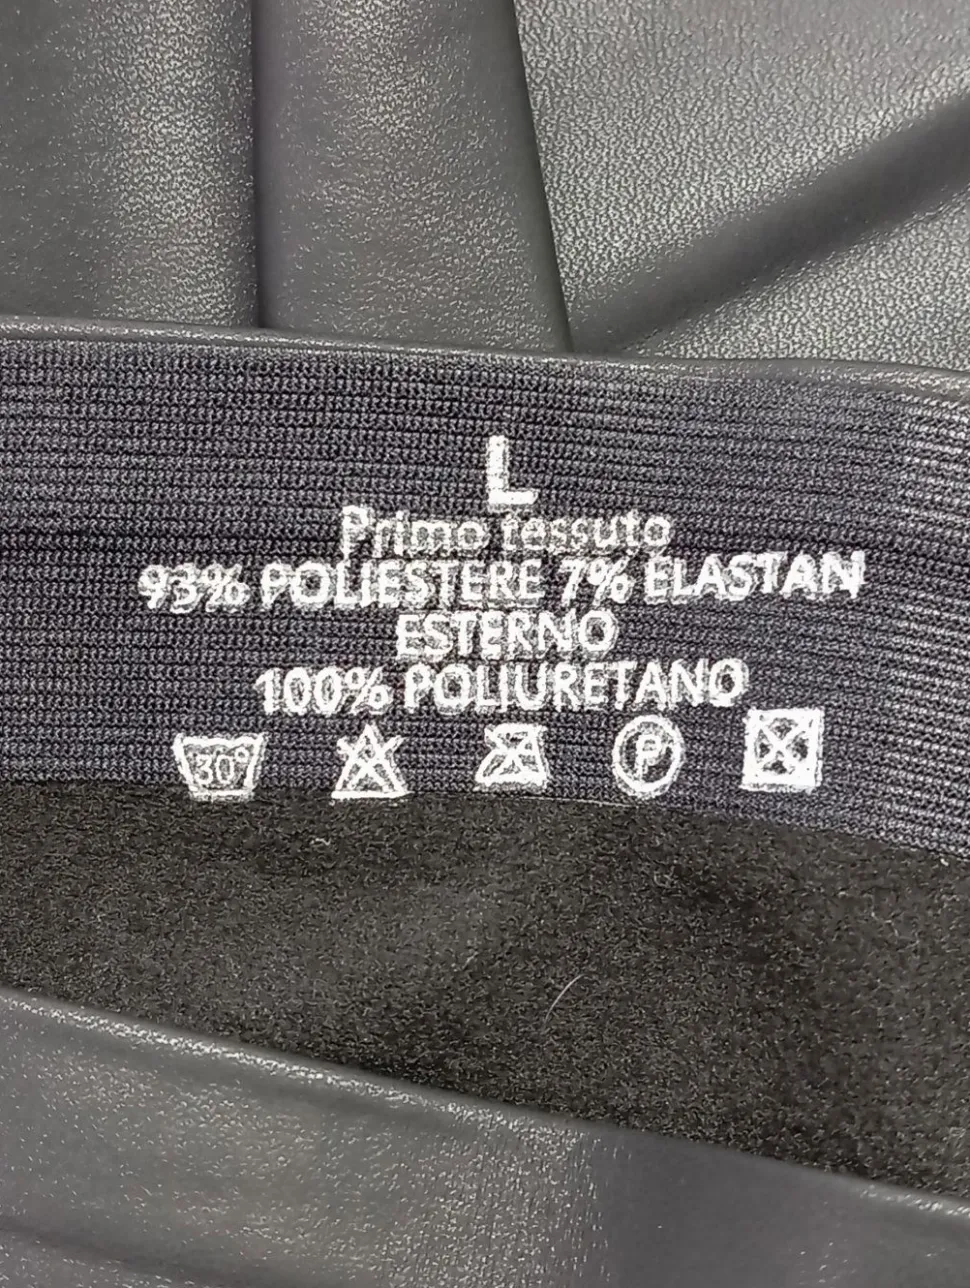 L
Primo tessuto
93% POLIESTERE 7% ELASTAN
ESTERNO
100% POLIURETANO
30° P